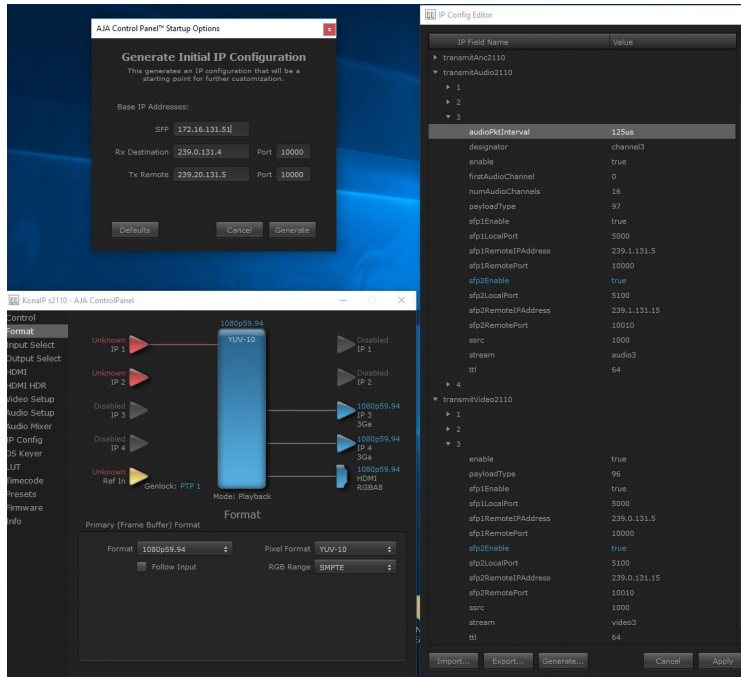 AJA Control Panel™ Startup Options
x
Generate Initial IP Configuration
This generates an IP configuration that will be a
starting point for further customization.
Base IP Addresses:
SFP 172.16.131.51
Rx Destination 239.0.131.4 Port 10000
Tx Remote 239.20.131.5 Port 10000
Defaults Cancel Generate
KonaIP s2110 - AJA ControlPanel
Control
Format
Input Select
Output Select
HDMI
HDMI HDR
Video Setup
Audio Setup
Audio Mixer
IP Config
DS Keyer
LUT
Timecode
Presets
Firmware
Info
1080p59.94
YUV-10
Unknown
IP 1
Unknown
IP 2
Disabled
IP 3
Disabled
IP 4
Unknown
Ref In
Genlock: PTP 1
Mode: Playback
Disabled
IP 1
Disabled
IP 2
1080p59.94
IP 3
3Ga
1080p59.94
IP 4
3Ga
1080p59.94
HDMI
RGBA8
Format
Primary (Frame Buffer) Format
Format 1080p59.94 Pixel Format YUV-10
Follow Input RGB Range SMPTE
IP Config Editor
IP Field Name Value
transmitAnc2110
transmitAudio2110
1
2
3
audioPktInterval 125us
designator channel3
enable true
firstAudioChannel 0
numAudioChannels 16
payloadType 97
sfp1Enable true
sfp1LocalPort 5000
sfp1RemoteIPAddress 239.1.131.5
sfp1RemotePort 10000
sfp2Enable true
sfp2LocalPort 5100
sfp2RemoteIPAddress 239.1.131.15
sfp2RemotePort 10010
ssrc 1000
stream audio3
ttl 64
4
transmitVideo2110
1
2
3
enable true
payloadType 96
sfp1Enable true
sfp1LocalPort 5000
sfp1RemoteIPAddress 239.0.131.5
sfp1RemotePort 10000
sfp2Enable true
sfp2LocalPort 5100
sfp2RemoteIPAddress 239.0.131.15
sfp2RemotePort 10010
ssrc 1000
stream video3
ttl 64
Import... Export... Generate... Cancel Apply